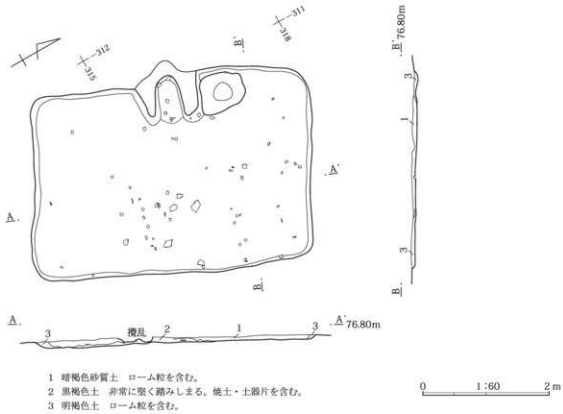 -311
318
-312
315
B'
B' 76.80m
3
1
A'
A
B
3
B
A
A' 76.80m
3
攪乱
2
1
3
1 暗褐色砂質土 ローム粒を含む。
2 黒褐色土 非常に堅く踏みしまる。焼土・土器片を含む。
3 明褐色土 ローム粒を含む。
0 1:60 2m